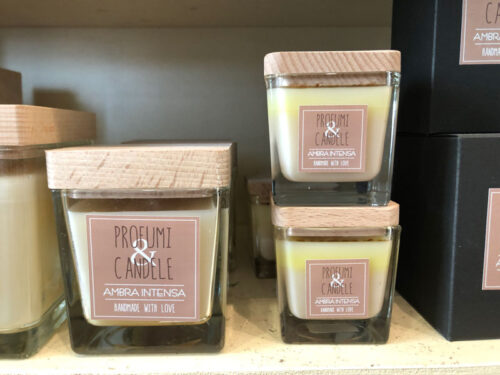 PROFUMI
&
CANDELE
AMBRA INTENSA
HANDMADE WITH LOVE
PROFUMI
&
CANDELE
AMBRA INTENSA
HANDMADE WITH LOVE
PROFUMI
&
CANDELE
AMBRA INTENSA
HANDMADE WITH LOVE